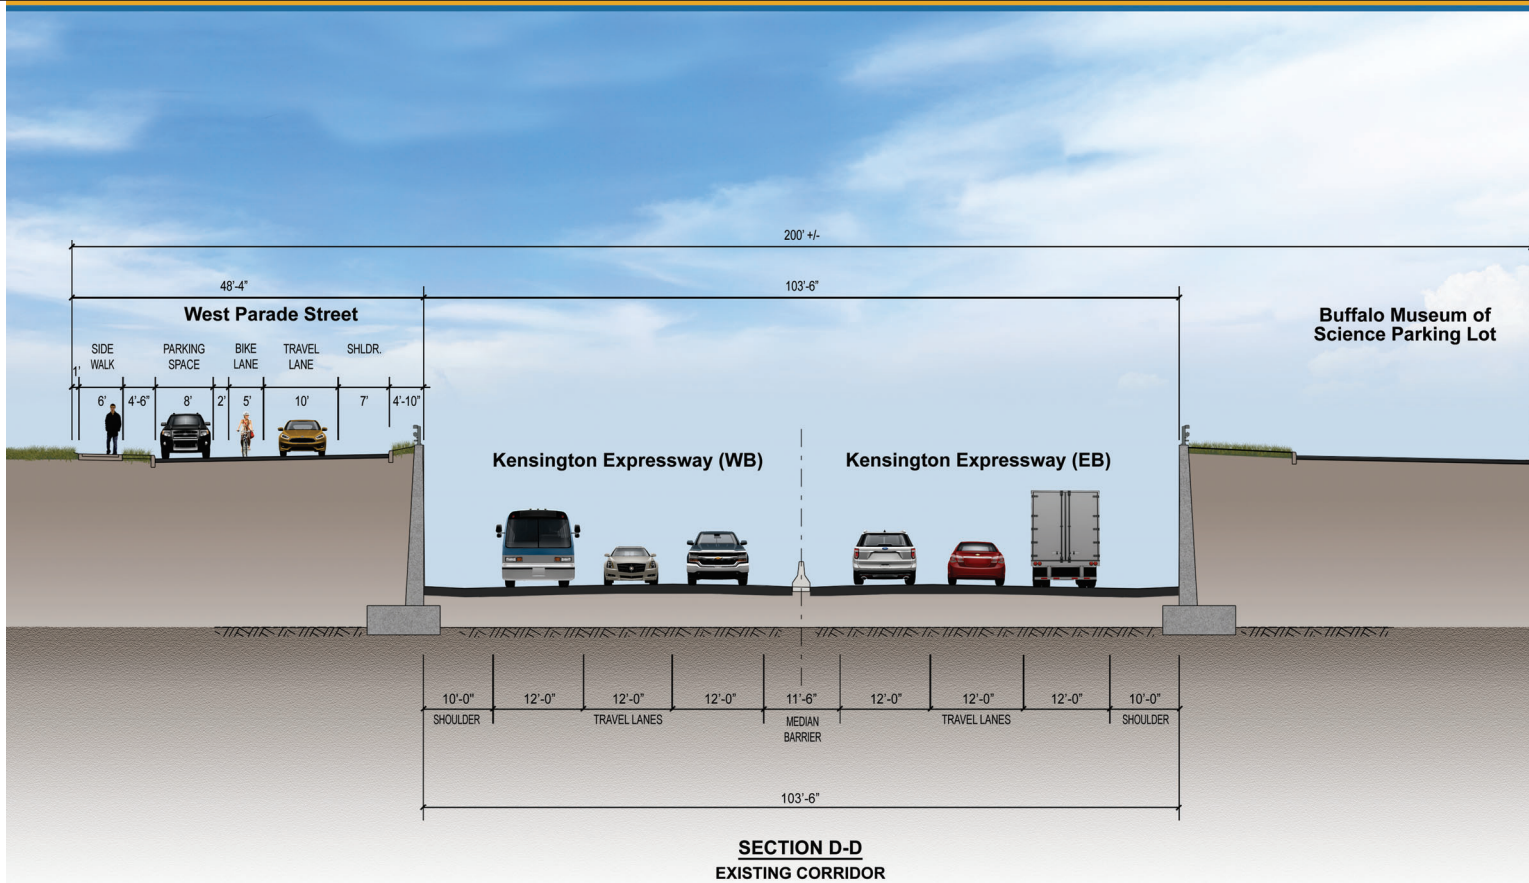 200' +/-
48'-4"
103'-6"
West Parade Street
Buffalo Museum of
Science Parking Lot
SIDE
WALK
PARKING
SPACE
BIKE
LANE
TRAVEL
LANE
SHLDR.
1'
6'
4'-6"
8'
2'
5'
10'
7'
4'-10"
Kensington Expressway (WB)
Kensington Expressway (EB)
10'-0"
12'-0"
12'-0"
12'-0"
11'-6"
12'-0"
12'-0"
12'-0"
10'-0"
SHOULDER
TRAVEL LANES
MEDIAN
BARRIER
TRAVEL LANES
SHOULDER
103'-6"
SECTION D-D
EXISTING CORRIDOR